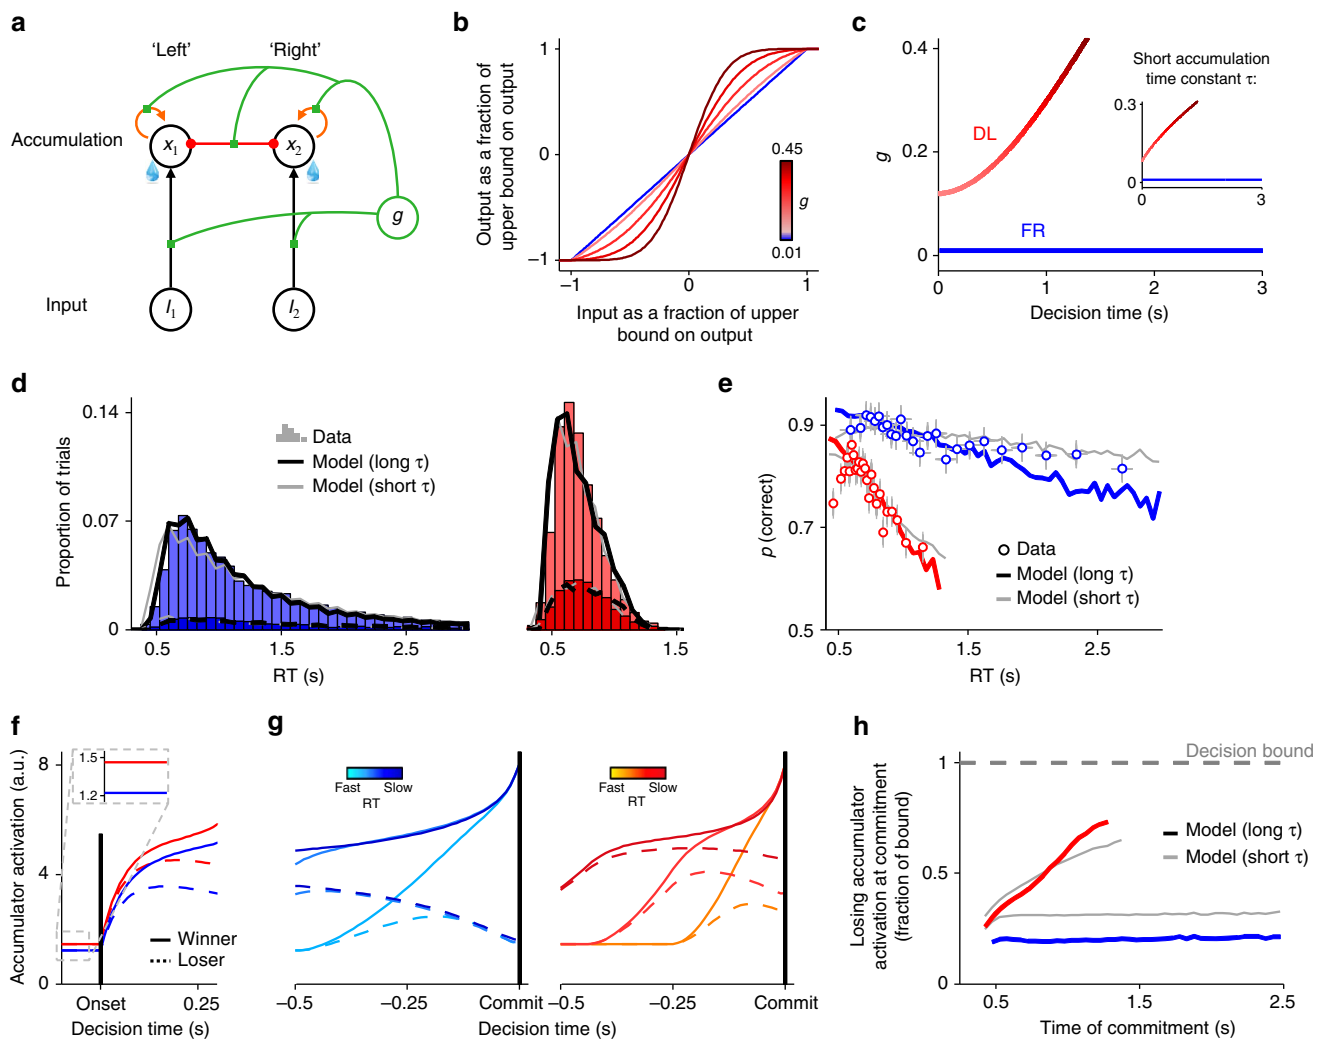 a
'Left'
'Right'
Accumulation
x1
x2
g
Input
I1
I2
b
Output as a fraction of
upper bound on output
1
0
−1
0.45
g
0.01
−1
0
1
Input as a fraction of upper
bound on output
c
g
0.4
0.2
0
DL
FR
Short accumulation
time constant τ:
0.3
0
0
3
0
1
2
3
Decision time (s)
d
Proportion of trials
0.14
0.07
0
Data
Model (long τ)
Model (short τ)
0.5
1.5
2.5
0.5
1.5
RT (s)
e
p (correct)
0.9
0.7
0.5
Data
Model (long τ)
Model (short τ)
0.5
1.5
2.5
RT (s)
f
Accumulator activation (a.u.)
8
4
0
1.5
1.2
Winner
Loser
Onset
0.25
Decision time (s)
g
Fast
Slow
RT
Fast
Slow
RT
−0.5
−0.25
Commit
−0.5
−0.25
Commit
Decision time (s)
h
Losing accumulator
activation at commitment
(fraction of bound)
1
0.5
0
Decision bound
Model (long τ)
Model (short τ)
0.5
1.5
2.5
Time of commitment (s)